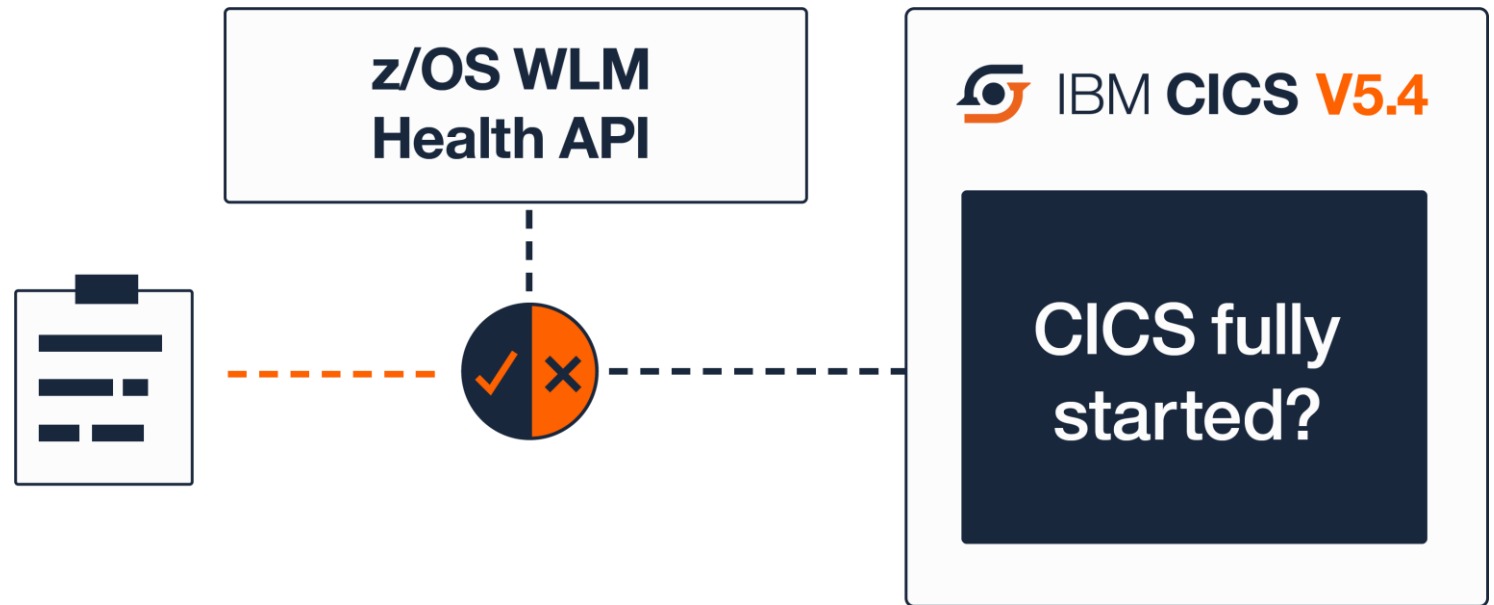 z/OS WLM
Health API
IBM CICS V5.4
CICS fully
started?